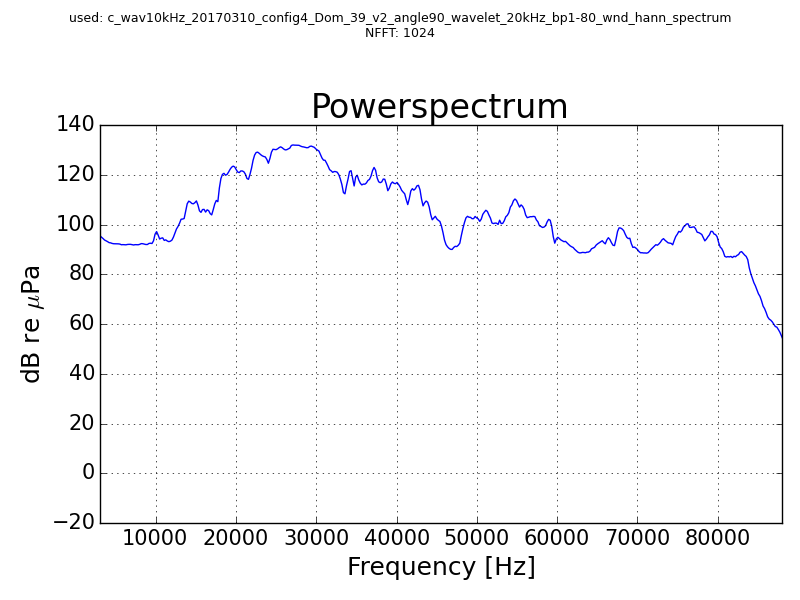 used: c_wav10kHz_20170310_config4_Dom_39_v2_angle90_wavelet_20kHz_bp1-80_wnd_hann_spectrum
NFFT: 1024
Powerspectrum
dB re μPa
140
120
100
80
60
40
20
0
−20
10000 20000 30000 40000 50000 60000 70000 80000
Frequency [Hz]